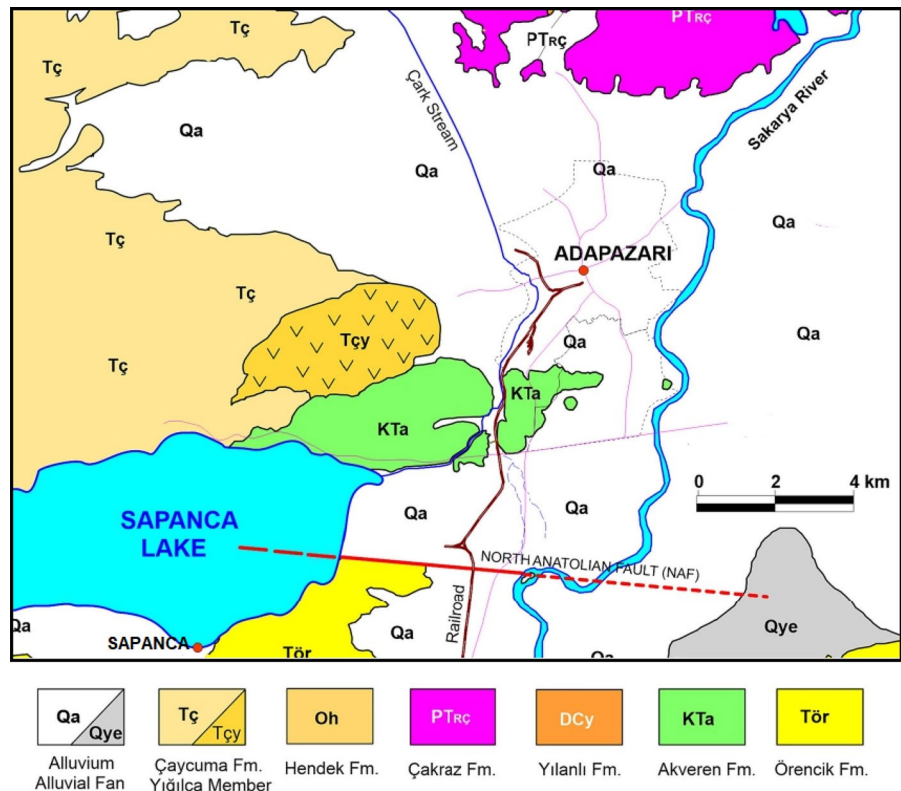 Tç
PTRÇ
PTRÇ
Tç
Qa
Çark Stream
Sakarya River
Qa
Qa
Qa
Tç
ADAPAZARI
Tç
Qa
Tçy
Qa
Tç
KTa
KTa
0 2 4 km
SAPANCA
LAKE
Qa
Qa
NORTH ANATOLIAN FAULT (NAF)
Railroad
Qa
Qa
Qye
SAPANCA
Tör
Qa
Qa
Qye
Tç
Tçy
Oh
PTRÇ
DCy
KTa
Tör
Alluvium
Alluvial Fan
Çaycuma Fm.
Yığılca Member
Hendek Fm.
Çakraz Fm.
Yılanlı Fm.
Akveren Fm.
Örencik Fm.